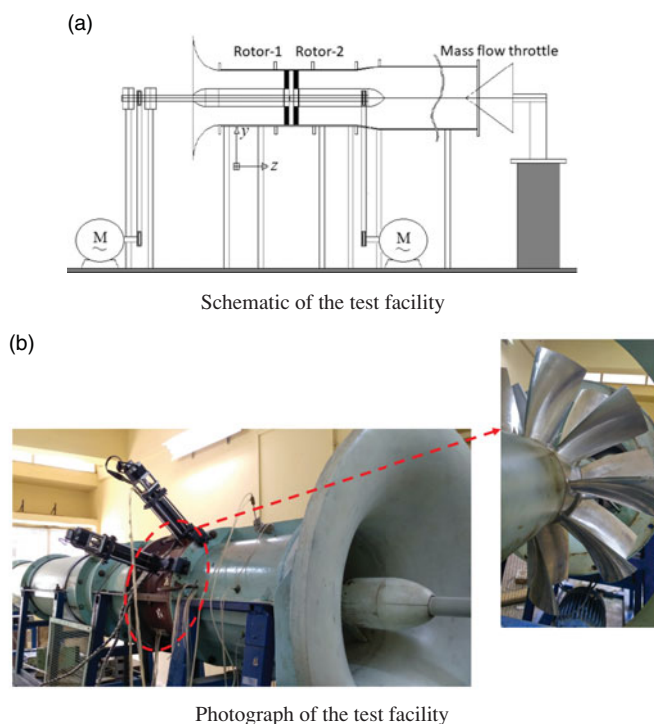 (a)
Rotor-1 Rotor-2 Mass flow throttle
y
z
M
~
M
~
Schematic of the test facility
(b)
Photograph of the test facility